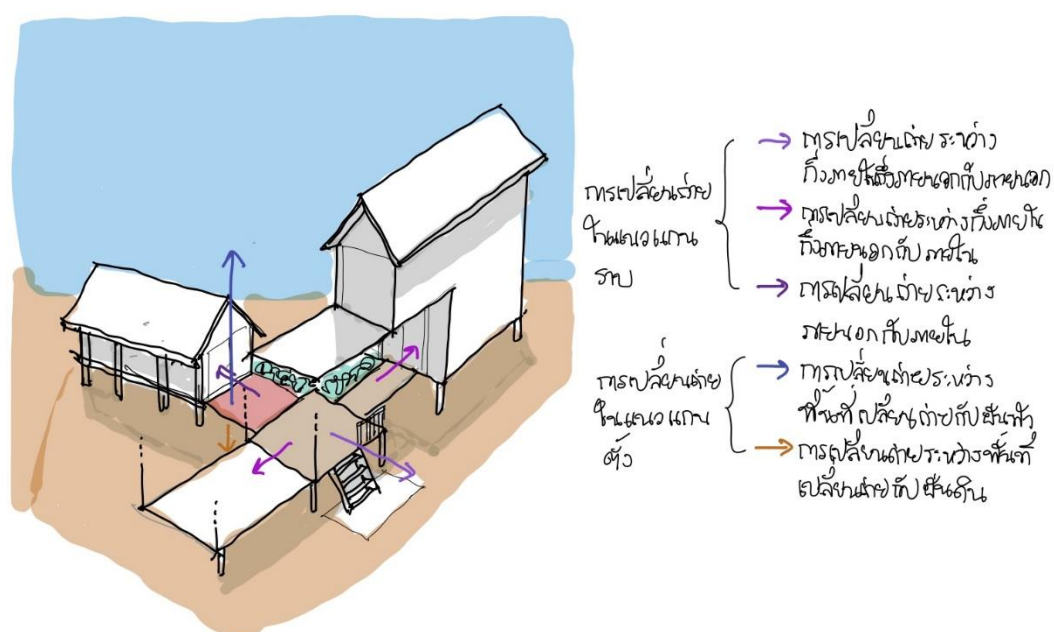 การเปลี่ยนถ่าย
ในแนวแกน
ราบ
การเปลี่ยนถ่ายระหว่าง
กึ่งภายในกึ่งภายนอกกับภายนอก
การเปลี่ยนถ่ายระหว่างกึ่งภายใน
กึ่งภายนอกกับภายใน
การเปลี่ยนถ่ายระหว่าง
ภายนอกกับภายใน
การเปลี่ยนถ่าย
ในแนวแกน
ตั้ง
การเปลี่ยนถ่ายระหว่าง
พื้นที่เปลี่ยนถ่ายกับผืนฟ้า
การเปลี่ยนถ่ายระหว่างพื้นที่
เปลี่ยนถ่ายกับผืนดิน